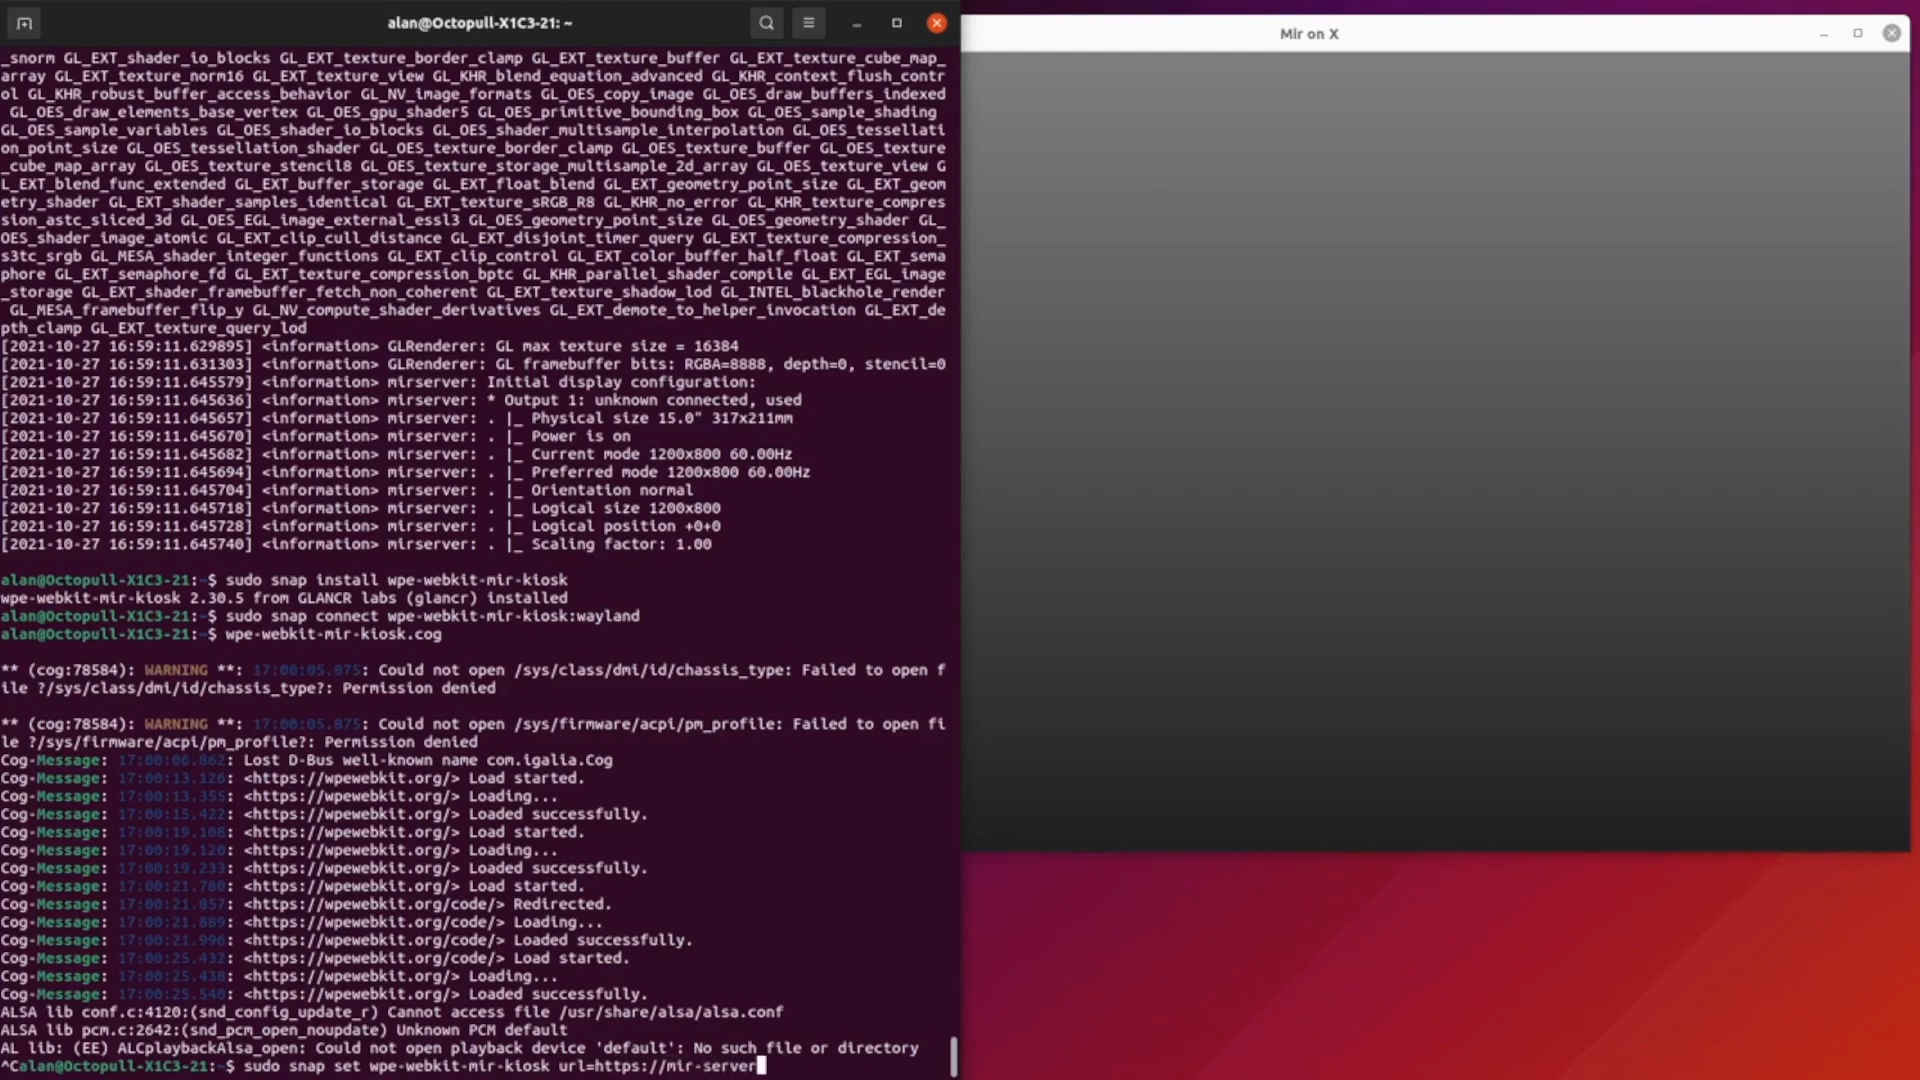 alan@Octopull-X1C3-21: ~
Mir on X
_snorm GL_EXT_shader_io_blocks GL_EXT_texture_border_clamp GL_EXT_texture_buffer GL_EXT_texture_cube_map_
array GL_EXT_texture_norm16 GL_EXT_texture_view GL_KHR_blend_equation_advanced GL_KHR_context_flush_contr
ol GL_KHR_robust_buffer_access_behavior GL_NV_image_formats GL_OES_copy_image GL_OES_draw_buffers_indexed
GL_OES_draw_elements_base_vertex GL_OES_gpu_shader5 GL_OES_primitive_bounding_box GL_OES_sample_shading
GL_OES_sample_variables GL_OES_shader_io_blocks GL_OES_shader_multisample_interpolation GL_OES_tessellati
on_point_size GL_OES_tessellation_shader GL_OES_texture_border_clamp GL_OES_texture_buffer GL_OES_texture
_cube_map_array GL_OES_texture_stencil8 GL_OES_texture_storage_multisample_2d_array GL_OES_texture_view G
L_EXT_blend_func_extended GL_EXT_buffer_storage GL_EXT_float_blend GL_EXT_geometry_point_size GL_EXT_geom
etry_shader GL_EXT_shader_samples_identical GL_EXT_texture_sRGB_R8 GL_KHR_no_error GL_KHR_texture_compres
sion_astc_sliced_3d GL_OES_EGL_image_external_essl3 GL_OES_geometry_point_size GL_OES_geometry_shader GL_
OES_shader_image_atomic GL_EXT_clip_cull_distance GL_EXT_disjoint_timer_query GL_EXT_texture_compression_
s3tc_srgb GL_MESA_shader_integer_functions GL_EXT_clip_control GL_EXT_color_buffer_half_float GL_EXT_sema
phore GL_EXT_semaphore_fd GL_EXT_texture_compression_bptc GL_KHR_parallel_shader_compile GL_EXT_EGL_image
_storage GL_EXT_shader_framebuffer_fetch_non_coherent GL_EXT_texture_shadow_lod GL_INTEL_blackhole_render
GL_MESA_framebuffer_flip_y GL_NV_compute_shader_derivatives GL_EXT_demote_to_helper_invocation GL_EXT_de
pth_clamp GL_EXT_texture_query_lod
[2021-10-27 16:59:11.629895] <information> GLRenderer: GL max texture size = 16384
[2021-10-27 16:59:11.631303] <information> GLRenderer: GL framebuffer bits: RGBA=8888, depth=0, stencil=0
[2021-10-27 16:59:11.645579] <information> mirserver: Initial display configuration:
[2021-10-27 16:59:11.645636] <information> mirserver: * Output 1: unknown connected, used
[2021-10-27 16:59:11.645657] <information> mirserver: . |_ Physical size 15.0" 317x211mm
[2021-10-27 16:59:11.645670] <information> mirserver: . |_ Power is on
[2021-10-27 16:59:11.645682] <information> mirserver: . |_ Current mode 1200x800 60.00Hz
[2021-10-27 16:59:11.645694] <information> mirserver: . |_ Preferred mode 1200x800 60.00Hz
[2021-10-27 16:59:11.645704] <information> mirserver: . |_ Orientation normal
[2021-10-27 16:59:11.645718] <information> mirserver: . |_ Logical size 1200x800
[2021-10-27 16:59:11.645728] <information> mirserver: . |_ Logical position +0+0
[2021-10-27 16:59:11.645740] <information> mirserver: . |_ Scaling factor: 1.00
alan@Octopull-X1C3-21:~$ sudo snap install wpe-webkit-mir-kiosk
wpe-webkit-mir-kiosk 2.30.5 from GLANCR labs (glancr) installed
alan@Octopull-X1C3-21:~$ sudo snap connect wpe-webkit-mir-kiosk:wayland
alan@Octopull-X1C3-21:~$ wpe-webkit-mir-kiosk.cog
** (cog:78584): WARNING **: 17:00:05.875: Could not open /sys/class/dmi/id/chassis_type: Failed to open f
ile ?/sys/class/dmi/id/chassis_type?: Permission denied
** (cog:78584): WARNING **: 17:00:05.875: Could not open /sys/firmware/acpi/pm_profile: Failed to open fi
le ?/sys/firmware/acpi/pm_profile?: Permission denied
Cog-Message: 17:00:06.862: Lost D-Bus well-known name com.igalia.Cog
Cog-Message: 17:00:13.126: <https://wpewebkit.org/> Load started.
Cog-Message: 17:00:13.355: <https://wpewebkit.org/> Loading...
Cog-Message: 17:00:15.422: <https://wpewebkit.org/> Loaded successfully.
Cog-Message: 17:00:19.108: <https://wpewebkit.org/> Load started.
Cog-Message: 17:00:19.120: <https://wpewebkit.org/> Loading...
Cog-Message: 17:00:19.233: <https://wpewebkit.org/> Loaded successfully.
Cog-Message: 17:00:21.780: <https://wpewebkit.org/> Load started.
Cog-Message: 17:00:21.857: <https://wpewebkit.org/code/> Redirected.
Cog-Message: 17:00:21.889: <https://wpewebkit.org/code/> Loading...
Cog-Message: 17:00:21.996: <https://wpewebkit.org/code/> Loaded successfully.
Cog-Message: 17:00:25.432: <https://wpewebkit.org/code/> Load started.
Cog-Message: 17:00:25.438: <https://wpewebkit.org/> Loading...
Cog-Message: 17:00:25.540: <https://wpewebkit.org/> Loaded successfully.
ALSA lib conf.c:4120:(snd_config_update_r) Cannot access file /usr/share/alsa/alsa.conf
ALSA lib pcm.c:2642:(snd_pcm_open_noupdate) Unknown PCM default
AL lib: (EE) ALCplaybackAlsa_open: Could not open playback device 'default': No such file or directory
^Calan@Octopull-X1C3-21:~$ sudo snap set wpe-webkit-mir-kiosk url=https://mir-server